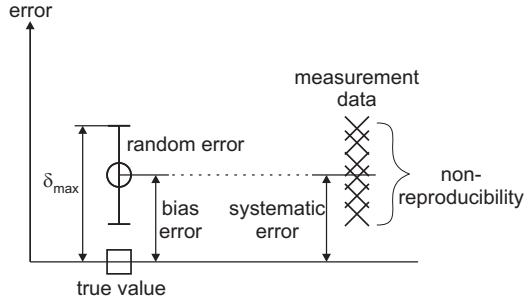 error
measurement
data
random error
δmax
non-
reproducibility
bias
error
systematic
error
true value